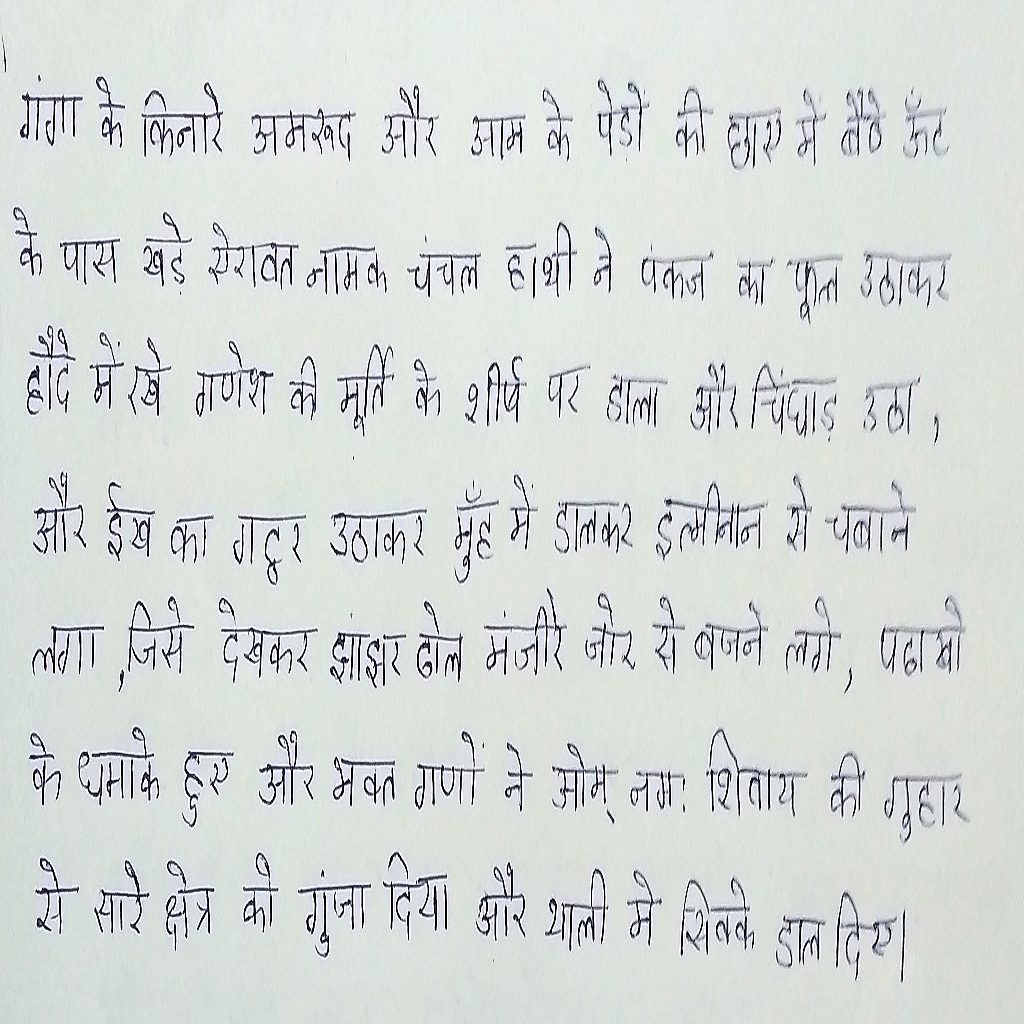 गंगा के किनारे अमरूद और आम के पेडों की छाए में बैठे ऊँट
के पास खड़े ऐरावत नामक चंचल हाथी ने पंकज का फूल उठाकर
हौदे में रखे गणेश की मूर्ति के शीर्ष पर डाला और चिंघाड़ उठा,
और ईख का गट्ठर उठाकर मुँह में डालकर इत्मीनान से चबाने
लगा, जिसे देखकर झांझर ढोल मंजीरे जोर से बजने लगे, पटाखो
के धमाके हुए और भक्त गणों ने ओम् नमः शिवाय की गुहार
से सारे क्षेत्र को गुंजा दिया और थाली मे सिक्के डाल दिए।